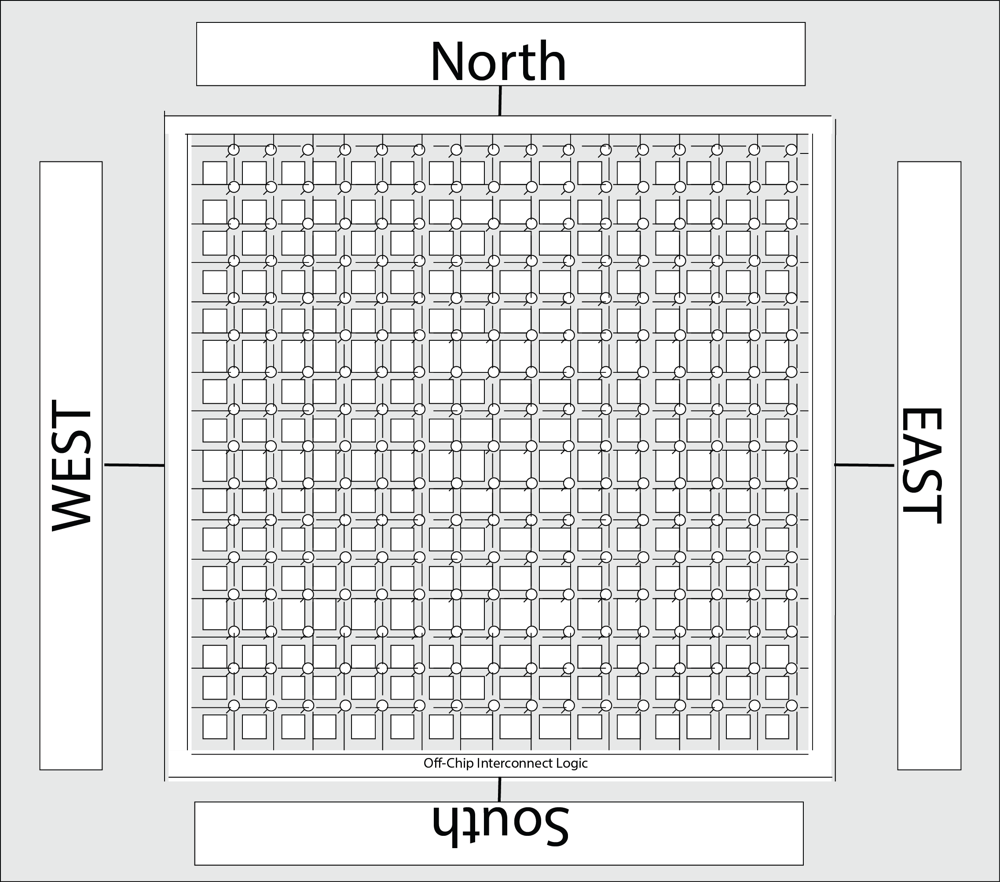 North
WEST
EAST
Off-Chip Interconnect Logic
South